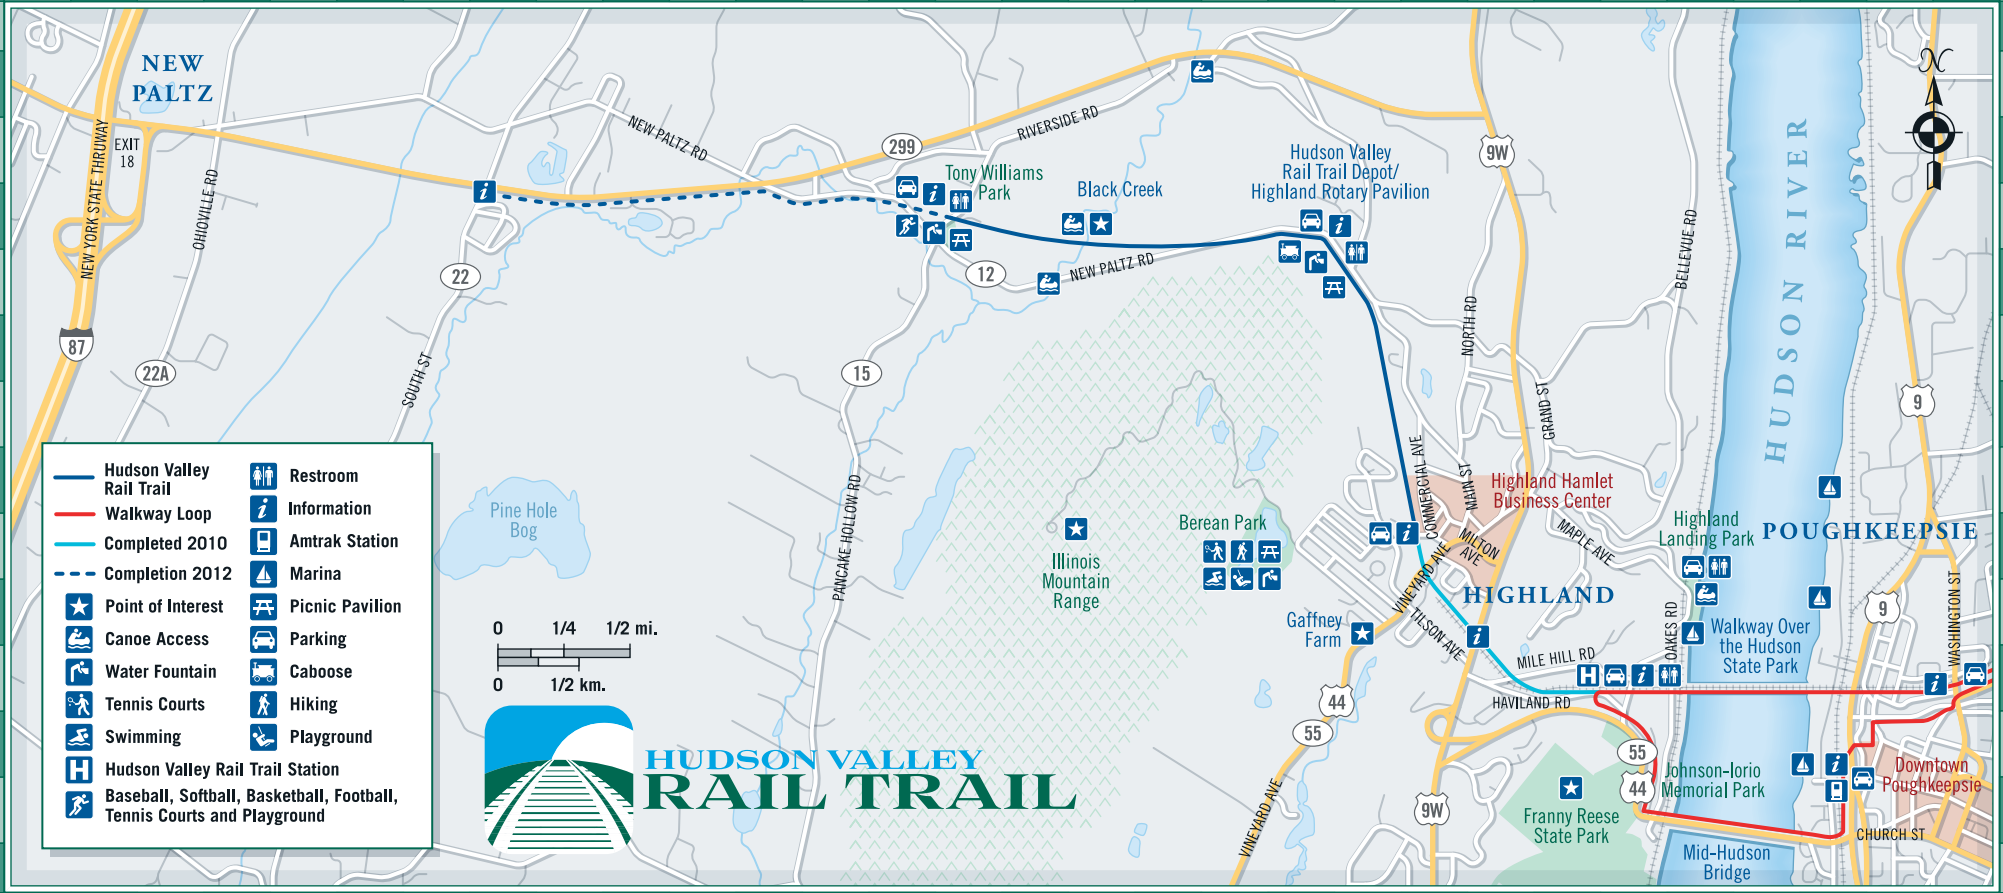 NEW
PALTZ
EXIT
18
NEW YORK STATE THRUWAY
OHIOVILLE RD
87
22A
22
SOUTH ST
NEW PALTZ RD
299
RIVERSIDE RD
Tony Williams
Park
Black Creek
12
NEW PALTZ RD
15
PANCAKE HOLLOW RD
Hudson Valley
Rail Trail Depot/
Highland Rotary Pavilion
9W
NORTH RD
BELLEVUE RD
GRAND ST
HUDSON RIVER
N
9
Pine Hole
Bog
Illinois
Mountain
Range
Berean Park
COMMERCIAL AVE
MAIN ST
Highland Hamlet
Business Center
MILTON
AVE
MAPLE AVE
VINEYARD AVE
TILSON AVE
HIGHLAND
Gaffney
Farm
Highland
Landing Park
POUGHKEEPSIE
9
WASHINGTON ST
OAKES RD
Walkway Over
the Hudson
State Park
MILE HILL RD
HAVILAND RD
44
55
VINEYARD AVE
9W
55
44
Johnson-Iorio
Memorial Park
Franny Reese
State Park
Downtown
Poughkeepsie
CHURCH ST
Mid-Hudson
Bridge
Hudson Valley
Rail Trail
Walkway Loop
Completed 2010
Completion 2012
Point of Interest
Canoe Access
Water Fountain
Tennis Courts
Swimming
H Hudson Valley Rail Trail Station
Baseball, Softball, Basketball, Football,
Tennis Courts and Playground
Restroom
i Information
Amtrak Station
Marina
Picnic Pavilion
Parking
Caboose
Hiking
Playground
0 1/4 1/2 mi.
0 1/2 km.
HUDSON VALLEY
RAIL TRAIL